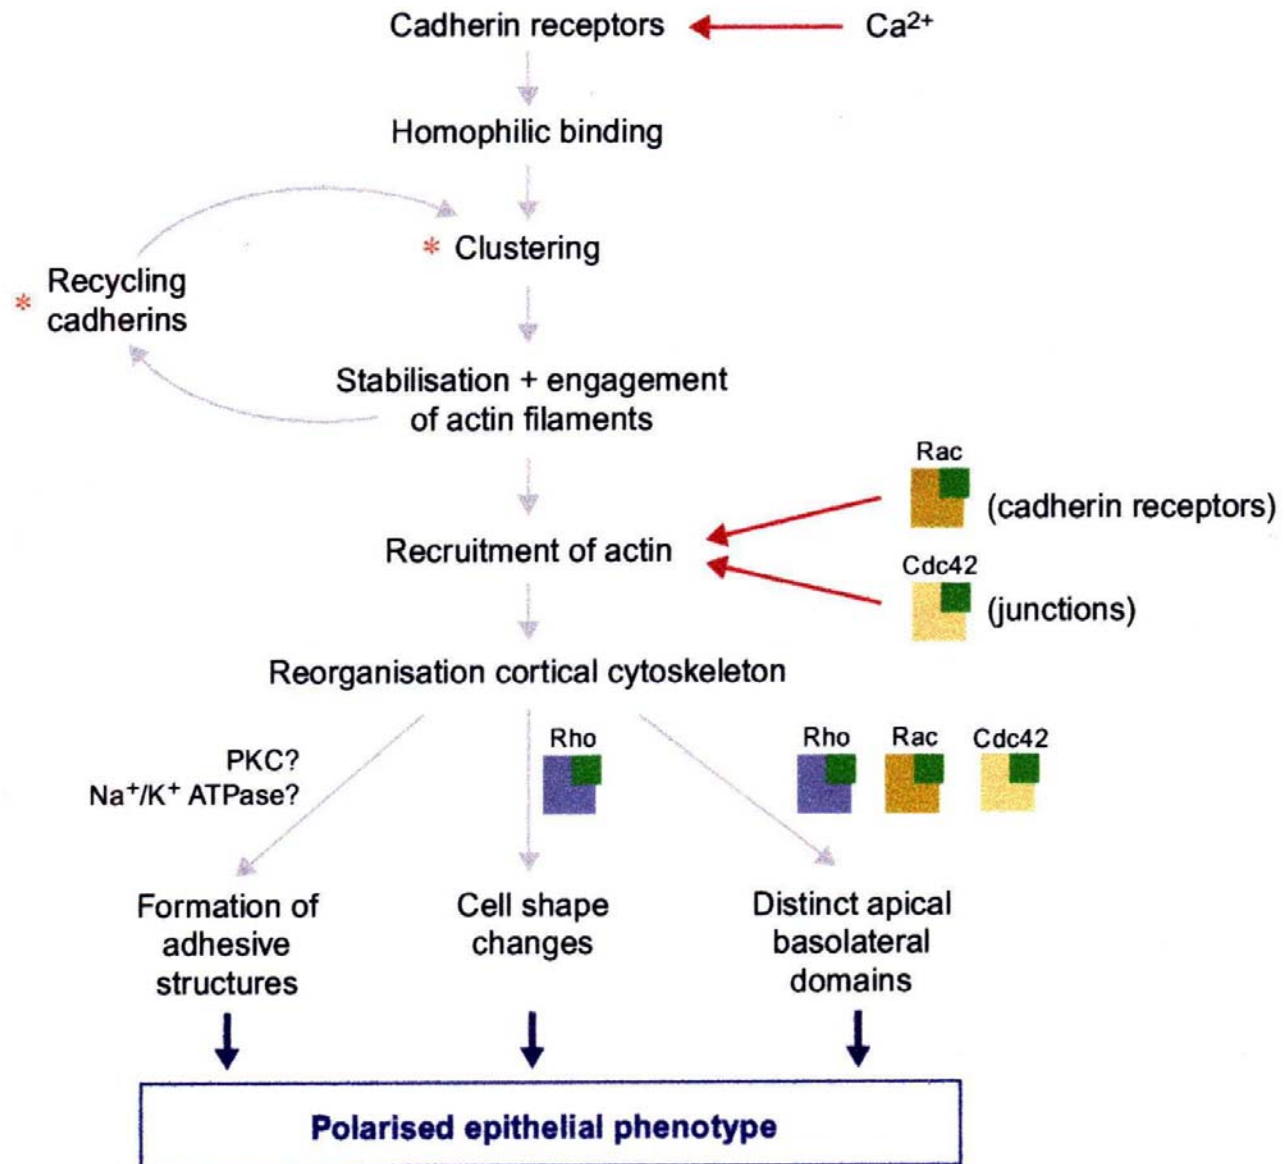 Cadherin receptors
Ca²⁺
Homophilic binding
* Clustering
* Recycling
cadherins
Stabilisation + engagement
of actin filaments
Rac
(cadherin receptors)
Recruitment of actin
Cdc42
(junctions)
Reorganisation cortical cytoskeleton
PKC?
Na⁺/K⁺ ATPase?
Rho
Rho
Rac
Cdc42
Formation of
adhesive
structures
Cell shape
changes
Distinct apical
basolateral
domains
Polarised epithelial phenotype